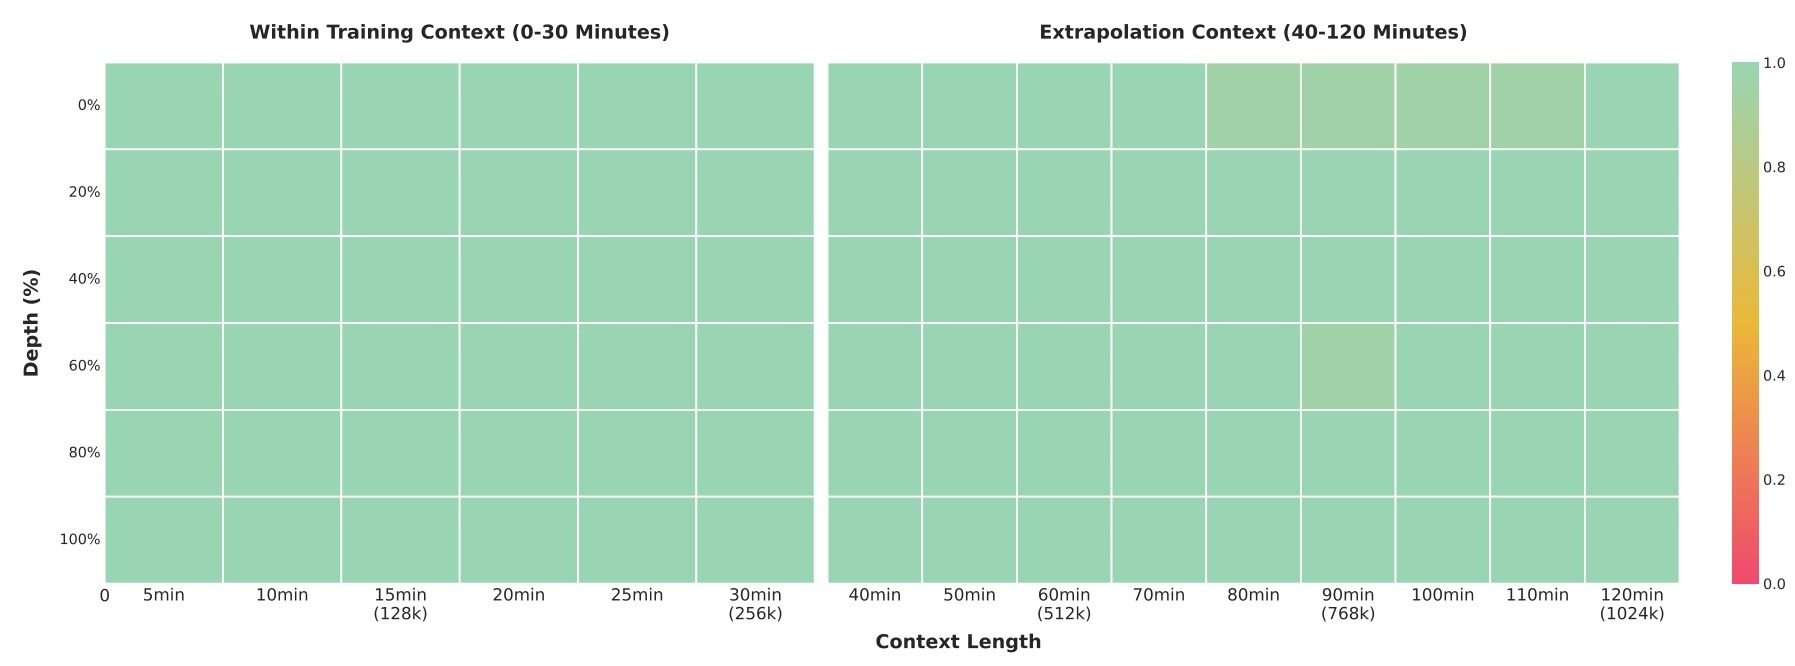 Within Training Context (0-30 Minutes)
Extrapolation Context (40-120 Minutes)
Depth (%)
0%
20%
40%
60%
80%
100%
0 5min 10min 15min 20min 25min 30min 40min 50min 60min 70min 80min 90min 100min 110min 120min
(128k) (256k) (512k) (768k) (1024k)
Context Length
1.0
0.8
0.6
0.4
0.2
0.0